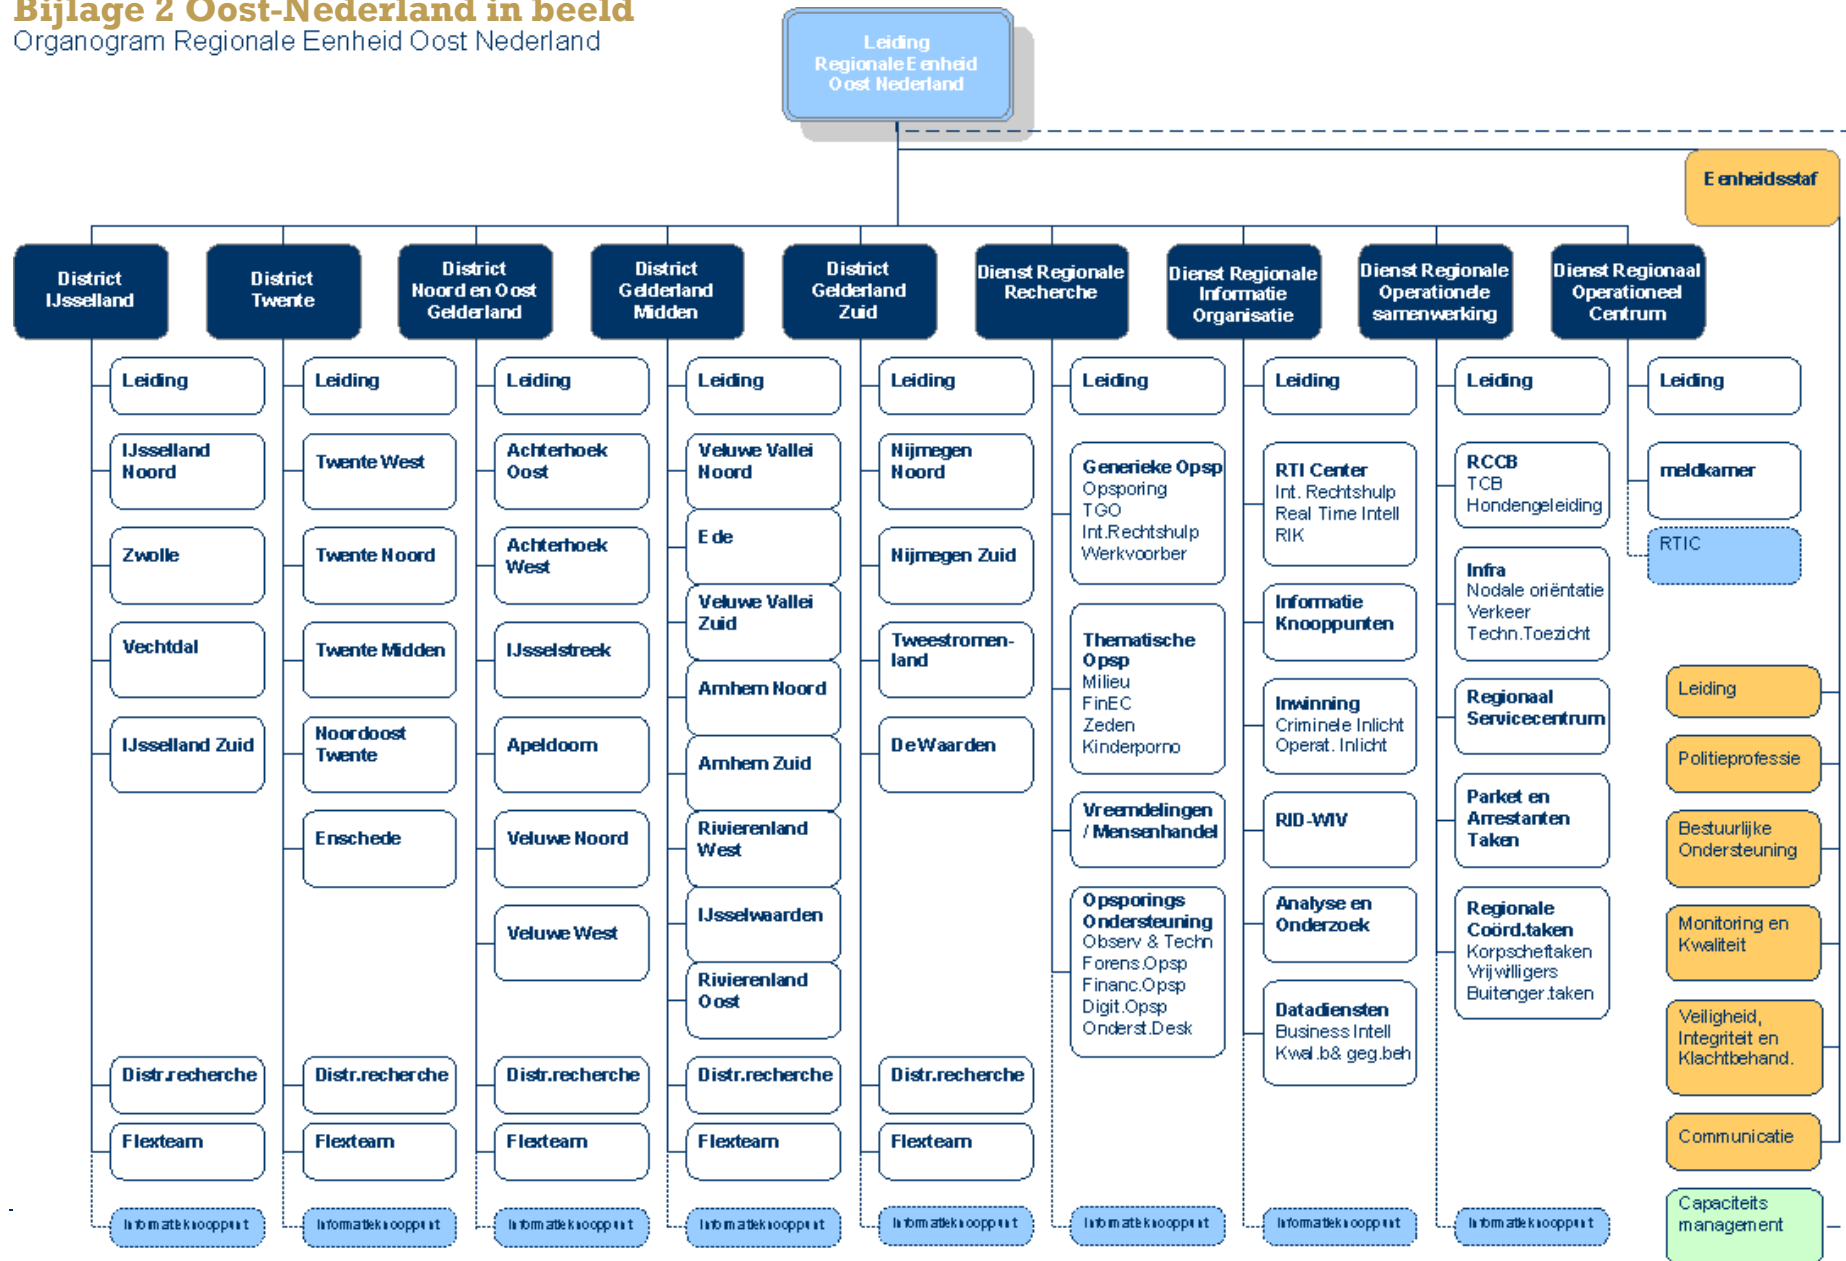 Bijlage 2 Oost-Nederland in beeld
Organogram Regionale Eenheid Oost Nederland
Leiding
Regionale Eenheid
Oost Nederland
Eenheidsstaf
District
IJsselland
Leiding
IJsselland
Noord
Zwolle
Vechtdal
IJsselland Zuid
Distr.recherche
Flexteam
Informatieknooppunt
District
Twente
Leiding
Twente West
Twente Noord
Twente Midden
Noordoost
Twente
Enschede
Distr.recherche
Flexteam
Informatieknooppunt
District
Noord en Oost
Gelderland
Leiding
Achterhoek
Oost
Achterhoek
West
IJsselstreek
Apeldoorn
Veluwe Noord
Veluwe West
Distr.recherche
Flexteam
Informatieknooppunt
District
Gelderland
Midden
Leiding
Veluwe Vallei
Noord
Ede
Veluwe Vallei
Zuid
Arnhem Noord
Arnhem Zuid
Rivierenland
West
IJsselwaarden
Rivierenland
Oost
Distr.recherche
Flexteam
Informatieknooppunt
District
Gelderland
Zuid
Leiding
Nijmegen
Noord
Nijmegen Zuid
Tweestromen-
land
De Waarden
Distr.recherche
Flexteam
Informatieknooppunt
Dienst Regionale
Recherche
Leiding
Generieke Opsp
Opsporing
TGO
Int.Rechtshulp
Werkvoorber
Thematische
Opsp
Milieu
FinEC
Zeden
Kinderporno
Vreemdelingen
/ Mensenhandel
Opsporings
Ondersteuning
Observ & Techn
Forens.Opsp
Financ.Opsp
Digit.Opsp
Onderst.Desk
Informatieknooppunt
Dienst Regionale
Informatie
Organisatie
Leiding
RTI Center
Int. Rechtshulp
Real Time Intell
RIK
Informatie
Knooppunten
Inwinning
Criminele Inlicht
Operat. Inlicht
RID-WIV
Analyse en
Onderzoek
Datadiensten
Business Intell
Kwal.b& geg.beh
Informatieknooppunt
Dienst Regionale
Operationele
samenwerking
Leiding
RCCB
TCB
Hondengeleiding
Infra
Nodale oriëntatie
Verkeer
Techn.Toezicht
Regionaal
Servicecentrum
Parket en
Arrestanten
Taken
Regionale
Coörd.taken
Korpscheftaken
Vrijwilligers
Buitenger.taken
Informatieknooppunt
Dienst Regionaal
Operationeel
Centrum
Leiding
meldkamer
RTIC
Leiding
Politieprofessie
Bestuurlijke
Ondersteuning
Monitoring en
Kwaliteit
Veiligheid,
Integriteit en
Klachtbehand.
Communicatie
Capaciteits
management